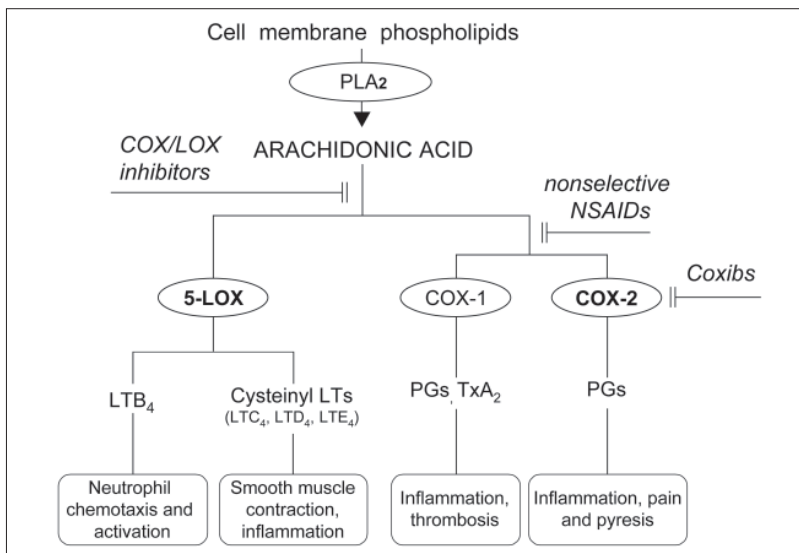 Cell membrane phospholipids
PLA2
COX/LOX
inhibitors
ARACHIDONIC ACID
nonselective
NSAIDs
Coxibs
5-LOX
COX-1
COX-2
LTB4
Cysteinyl LTs
(LTC4, LTD4, LTE4)
PGs, TxA2
PGs
Neutrophil
chemotaxis and
activation
Smooth muscle
contraction,
inflammation
Inflammation,
thrombosis
Inflammation, pain
and pyresis